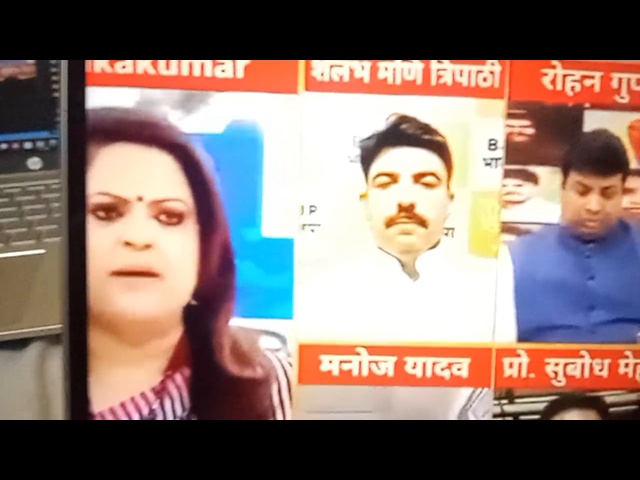 kakumar
शलभ मणि त्रिपाठी
रोहन गुप
मनोज यादव
प्रो. सुबोध मेह